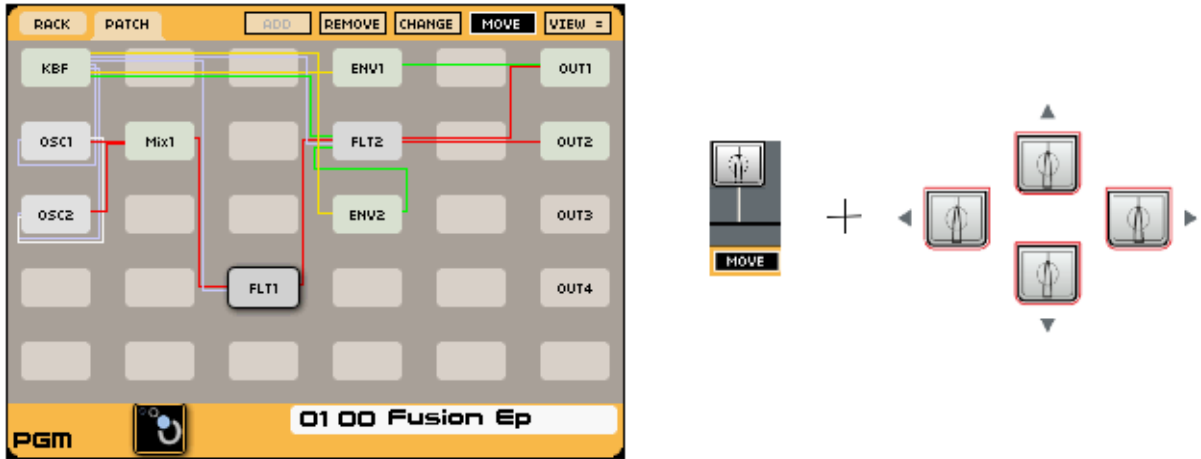 RACK PATCH ADD REMOVE CHANGE MOVE VIEW =
KBF ENV1 OUT1
OSC1 Mix1 FLT2 OUT2
OSC2 ENV2 OUT3
MOVE
FLT1 OUT4
01 00 Fusion Ep
PGM